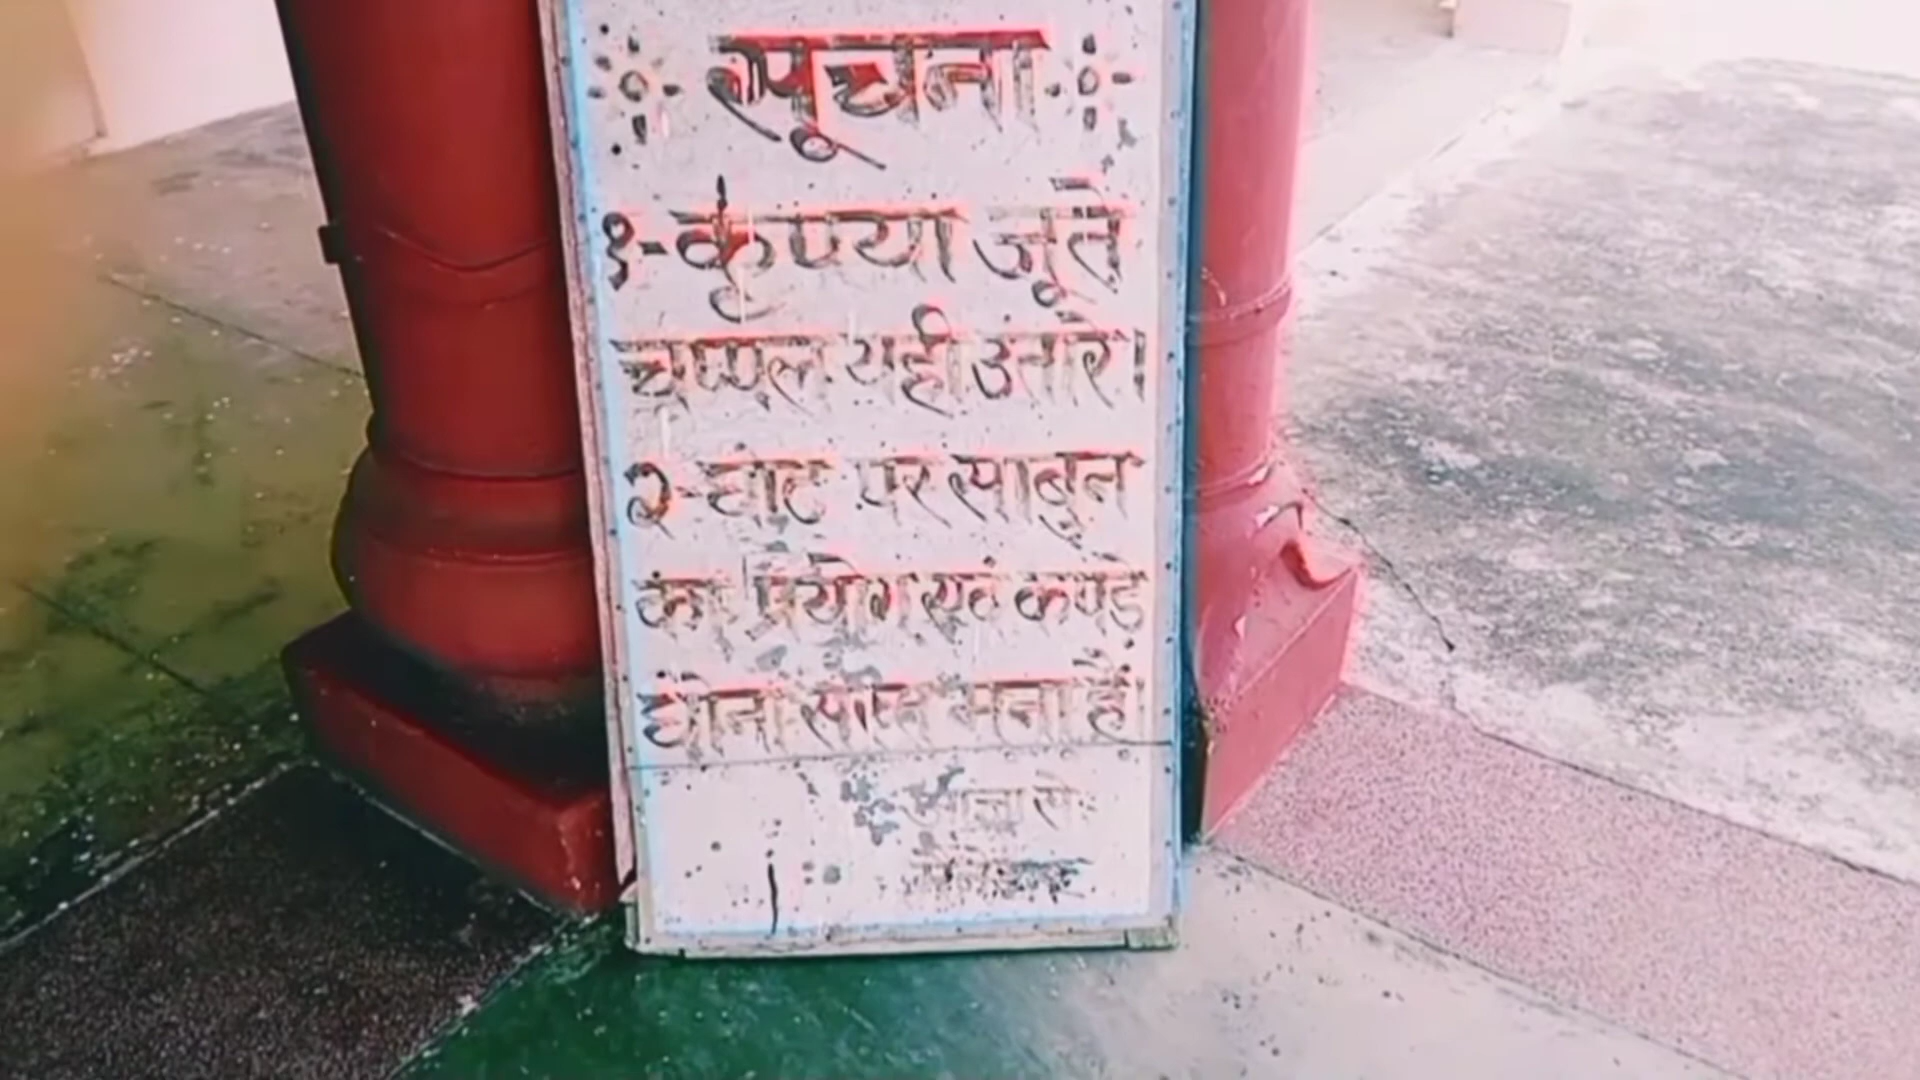 सूचना
१-कृपया जूते
चप्पल यही उतारे।
२-घाट पर साबुन
का प्रयोग एवं कपड़े
धोना सख्त मना है।
आज्ञा से